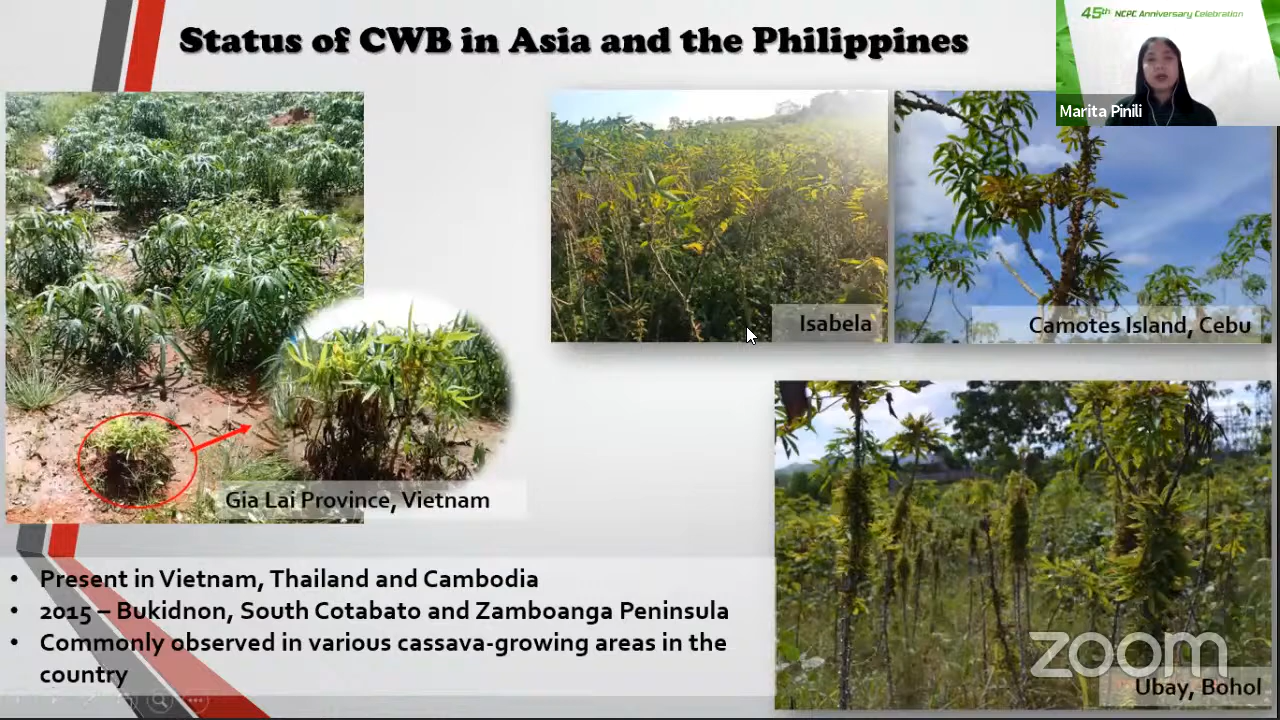 Status of CWB in Asia and the Philippines
45th NCPC Anniversary Celebration
Marita Pinili
Isabela
Camotes Island, Cebu
Gia Lai Province, Vietnam
• Present in Vietnam, Thailand and Cambodia
• 2015 – Bukidnon, South Cotabato and Zamboanga Peninsula
• Commonly observed in various cassava-growing areas in the
country
zoom
Ubay, Bohol